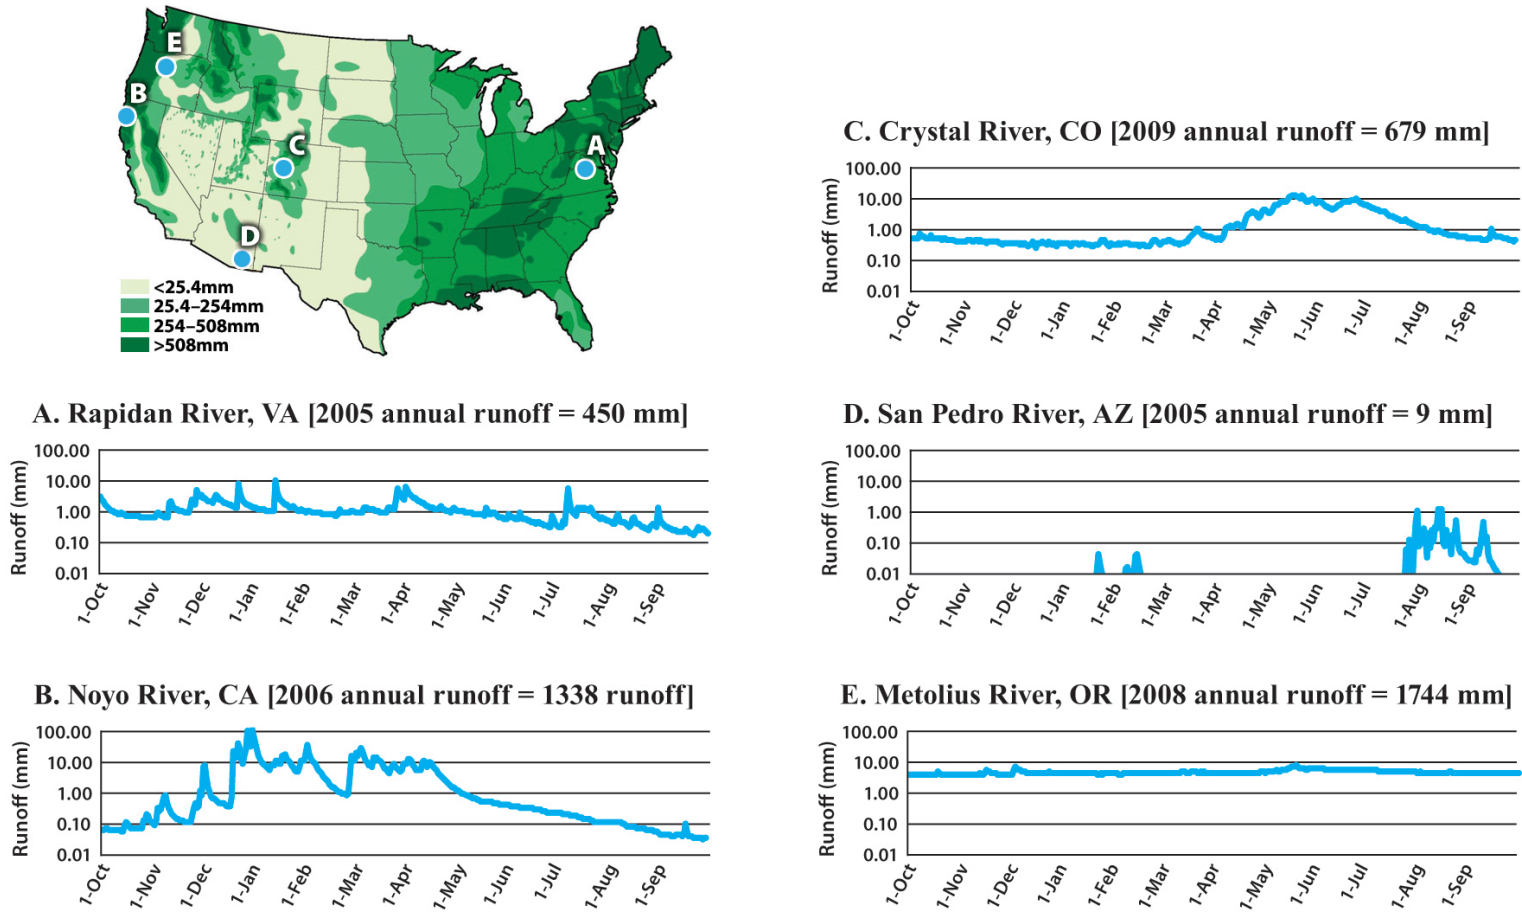 E
B
C
A
D
<25.4mm
25.4–254mm
254–508mm
>508mm
C. Crystal River, CO [2009 annual runoff = 679 mm]
Runoff (mm)
100.00
10.00
1.00
0.10
0.01
1-Oct
1-Nov
1-Dec
1-Jan
1-Feb
1-Mar
1-Apr
1-May
1-Jun
1-Jul
1-Aug
1-Sep
A. Rapidan River, VA [2005 annual runoff = 450 mm]
Runoff (mm)
100.00
10.00
1.00
0.10
0.01
1-Oct
1-Nov
1-Dec
1-Jan
1-Feb
1-Mar
1-Apr
1-May
1-Jun
1-Jul
1-Aug
1-Sep
D. San Pedro River, AZ [2005 annual runoff = 9 mm]
Runoff (mm)
100.00
10.00
1.00
0.10
0.01
1-Oct
1-Nov
1-Dec
1-Jan
1-Feb
1-Mar
1-Apr
1-May
1-Jun
1-Jul
1-Aug
1-Sep
B. Noyo River, CA [2006 annual runoff = 1338 runoff]
Runoff (mm)
100.00
10.00
1.00
0.10
0.01
1-Oct
1-Nov
1-Dec
1-Jan
1-Feb
1-Mar
1-Apr
1-May
1-Jun
1-Jul
1-Aug
1-Sep
E. Metolius River, OR [2008 annual runoff = 1744 mm]
Runoff (mm)
100.00
10.00
1.00
0.10
0.01
1-Oct
1-Nov
1-Dec
1-Jan
1-Feb
1-Mar
1-Apr
1-May
1-Jun
1-Jul
1-Aug
1-Sep